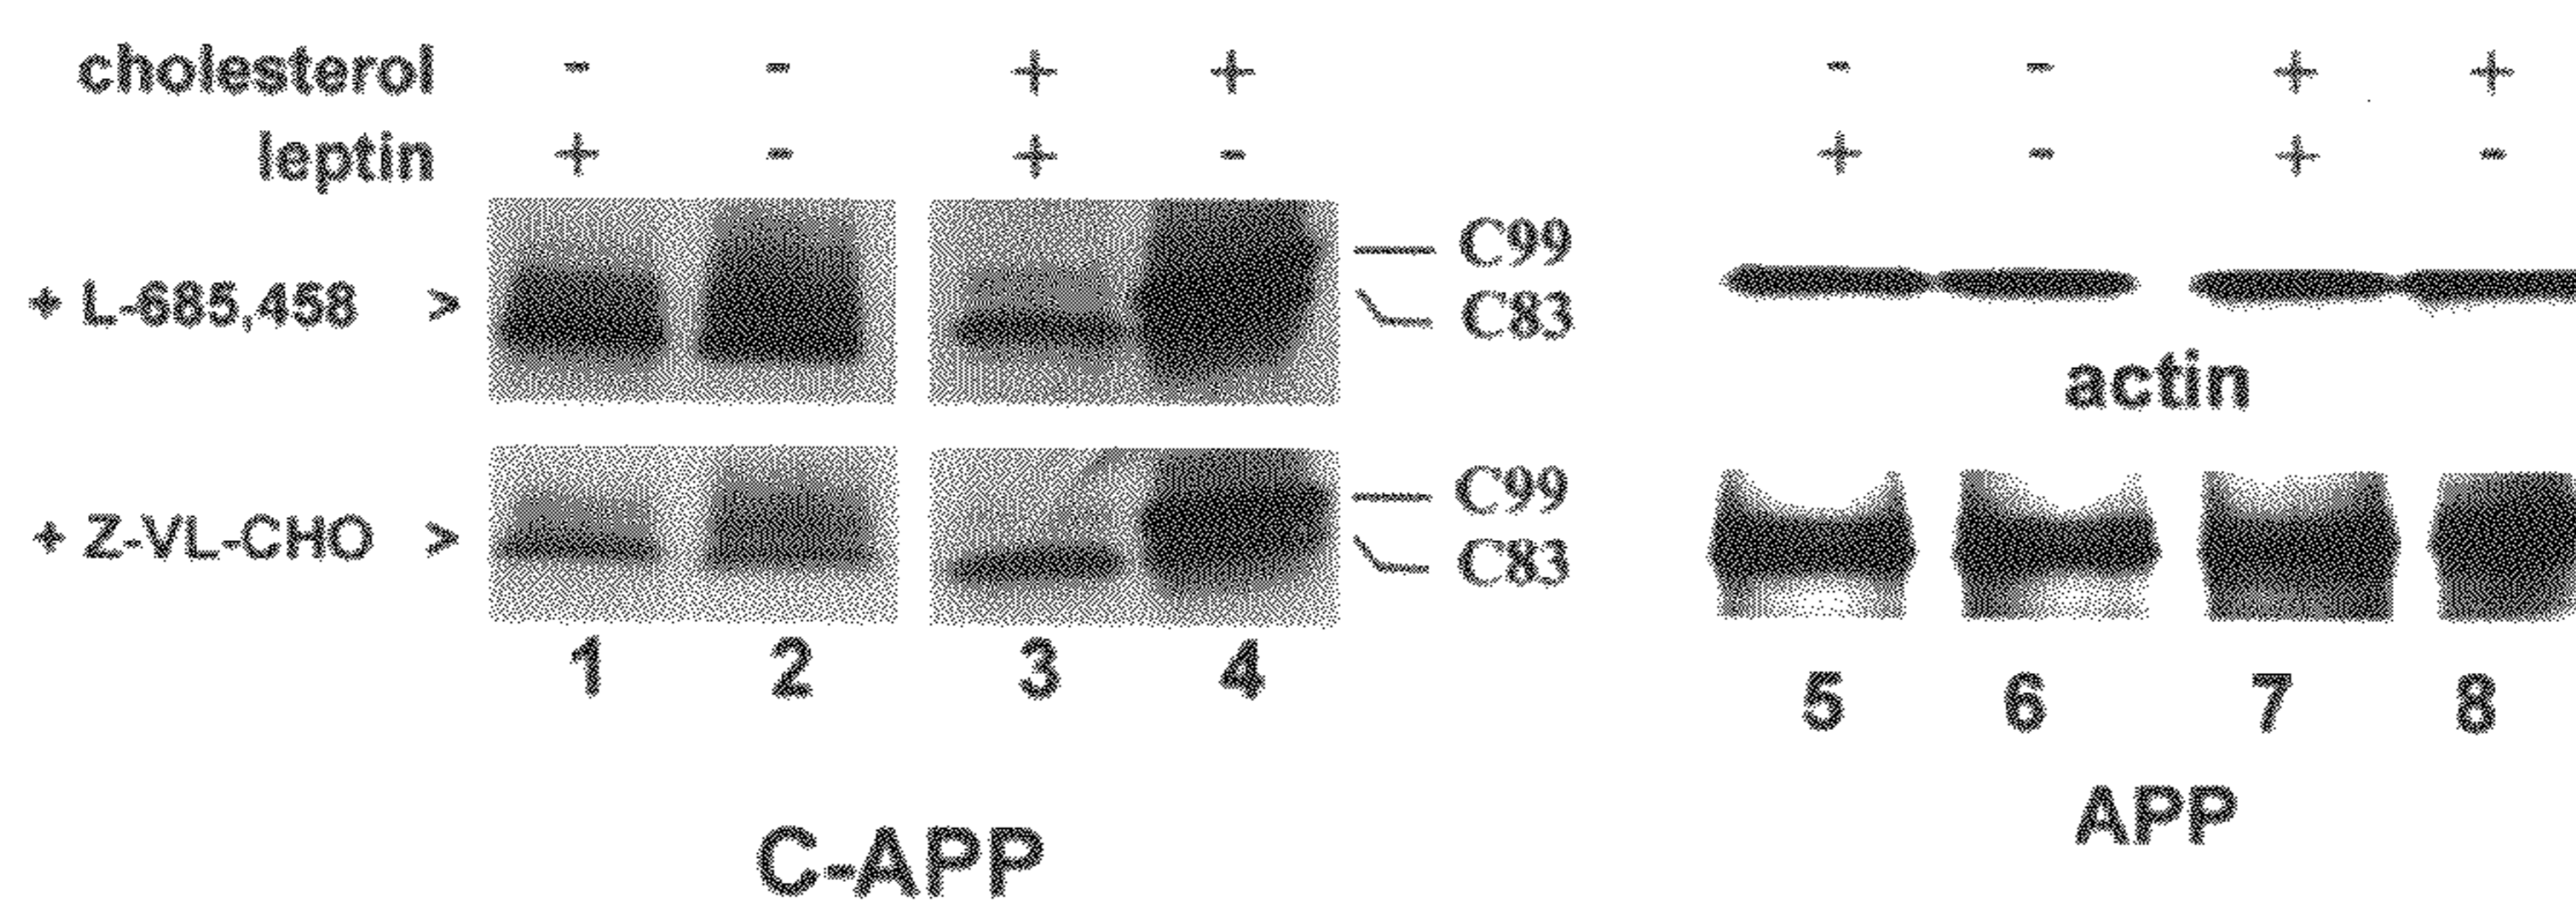 cholesterol - - + + - - + +
leptin + - + - + - + -
C99
+ L-685,458 >
C83
actin
C99
+ Z-VL-CHO >
C83
1 2 3 4 5 6 7 8
C-APP APP